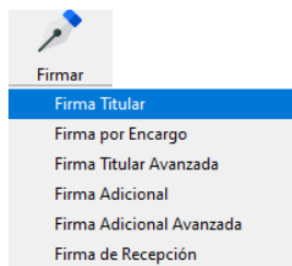 Firmar
Firma Titular
Firma por Encargo
Firma Titular Avanzada
Firma Adicional
Firma Adicional Avanzada
Firma de Recepción